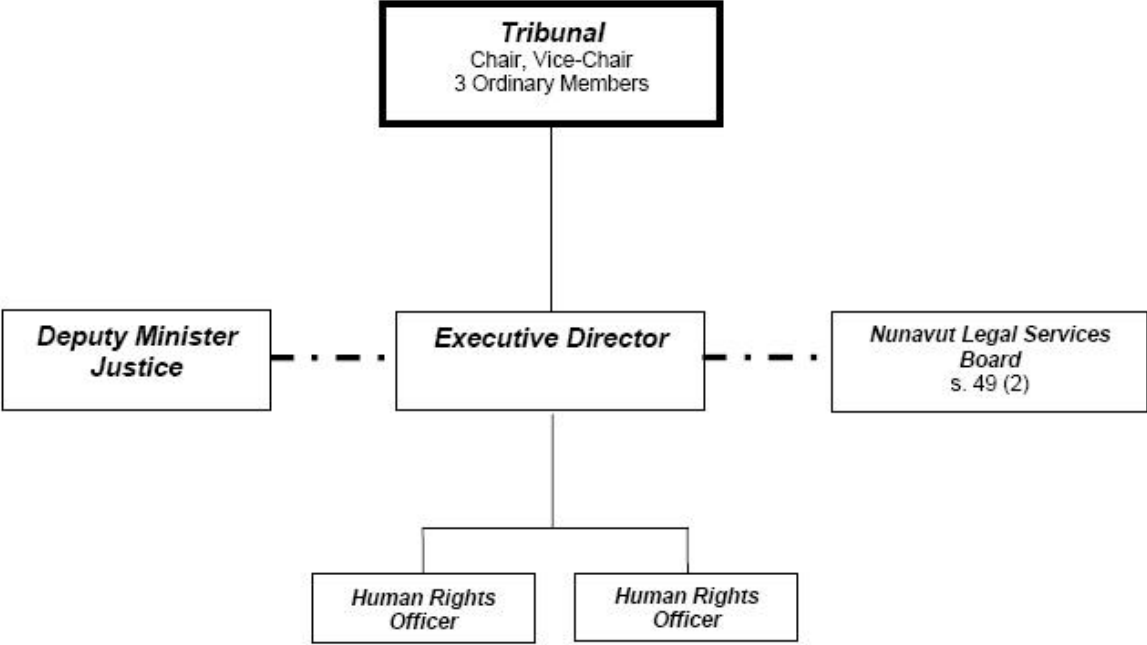 Tribunal
Chair, Vice-Chair
3 Ordinary Members
Deputy Minister
Justice
Executive Director
Nunavut Legal Services
Board
s. 49 (2)
Human Rights
Officer
Human Rights
Officer